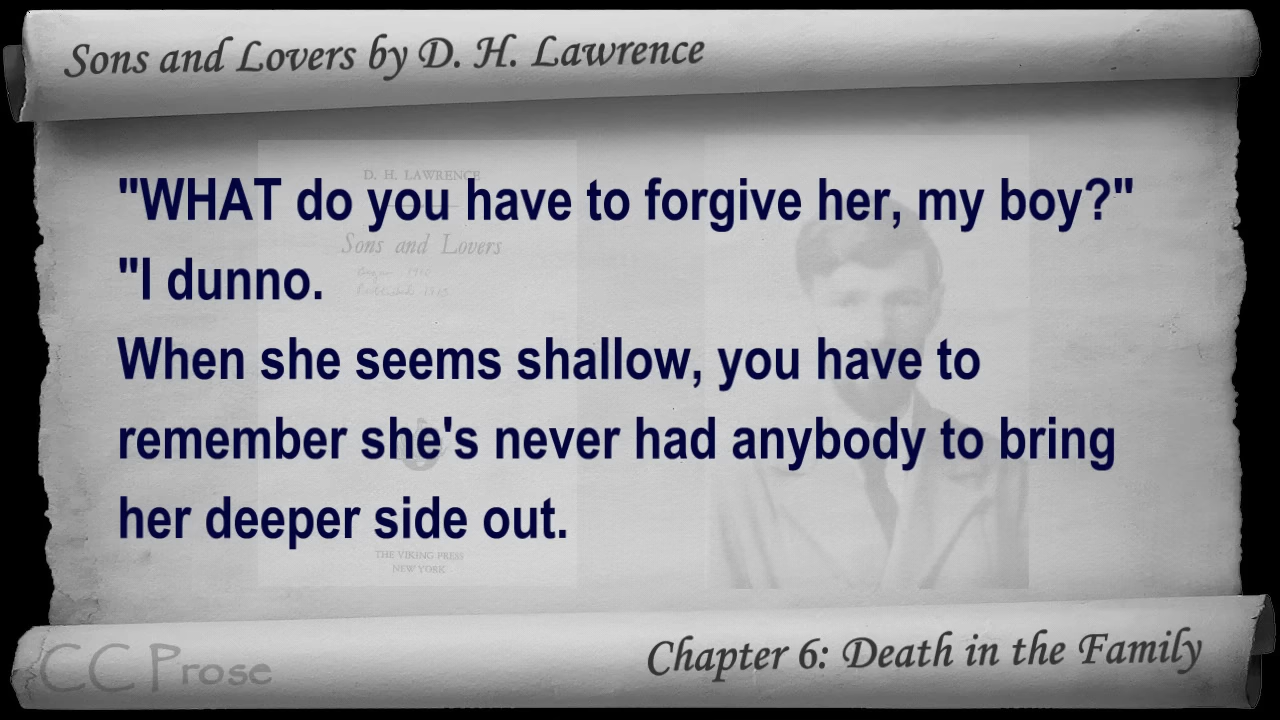 Sons and Lovers by D. H. Lawrence
D. H. LAWRENCE
"WHAT do you have to forgive her, my boy?"
Sons and Lovers
"I dunno.
When she seems shallow, you have to
remember she's never had anybody to bring
her deeper side out.
THE VIKING PRESS
NEW YORK
CC Prose
Chapter 6: Death in the Family